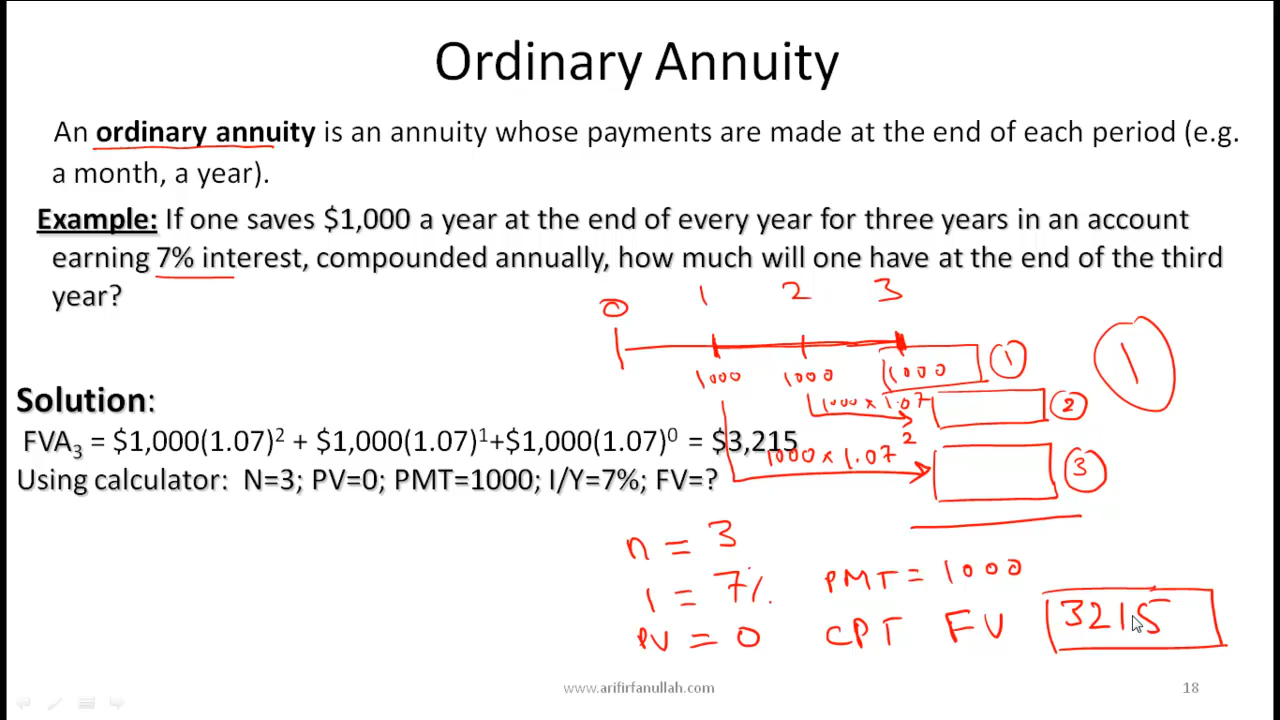 Ordinary Annuity
An ordinary annuity is an annuity whose payments are made at the end of each period (e.g.
a month, a year).
Example: If one saves $1,000 a year at the end of every year for three years in an account
earning 7% interest, compounded annually, how much will one have at the end of the third
year?
0 1 2 3
1000 1000 1000 ① 1
1000 x 1.07 ②
Solution:
FVA₃ = $1,000(1.07)² + $1,000(1.07)¹+$1,000(1.07)⁰ = $3,215
1000 x 1.07² ③
Using calculator: N=3; PV=0; PMT=1000; I/Y=7%; FV=?
n = 3
I = 7% PMT = 1000
PV = 0 CPT FV 3215
www.arifirfanullah.com 18